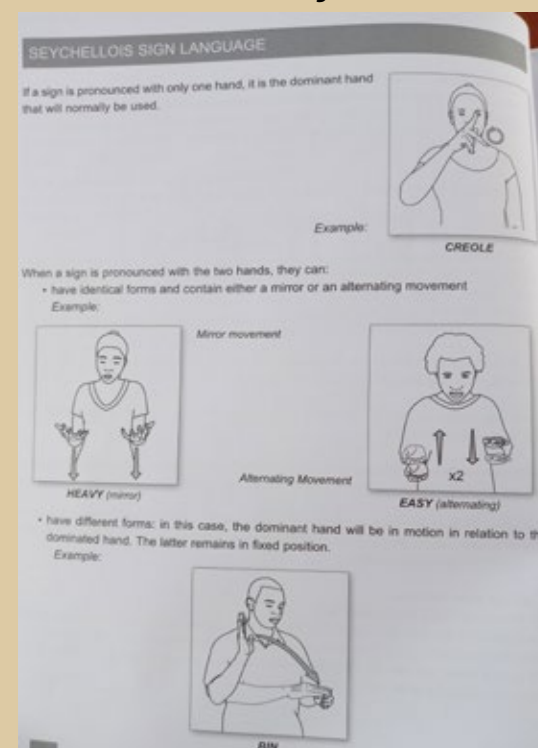 SEYCHELLOIS SIGN LANGUAGE
If a sign is pronounced with only one hand, it is the dominant hand
that will normally be used.
Example:
CREOLE
When a sign is pronounced with the two hands, they can:
• have identical forms and contain either a mirror or an alternating movement
Example:
Mirror movement
x2
Alternating Movement
HEAVY (mirror)
EASY (alternating)
• have different forms: in this case, the dominant hand will be in motion in relation to
dominated hand. The latter remains in fixed position.
Example: